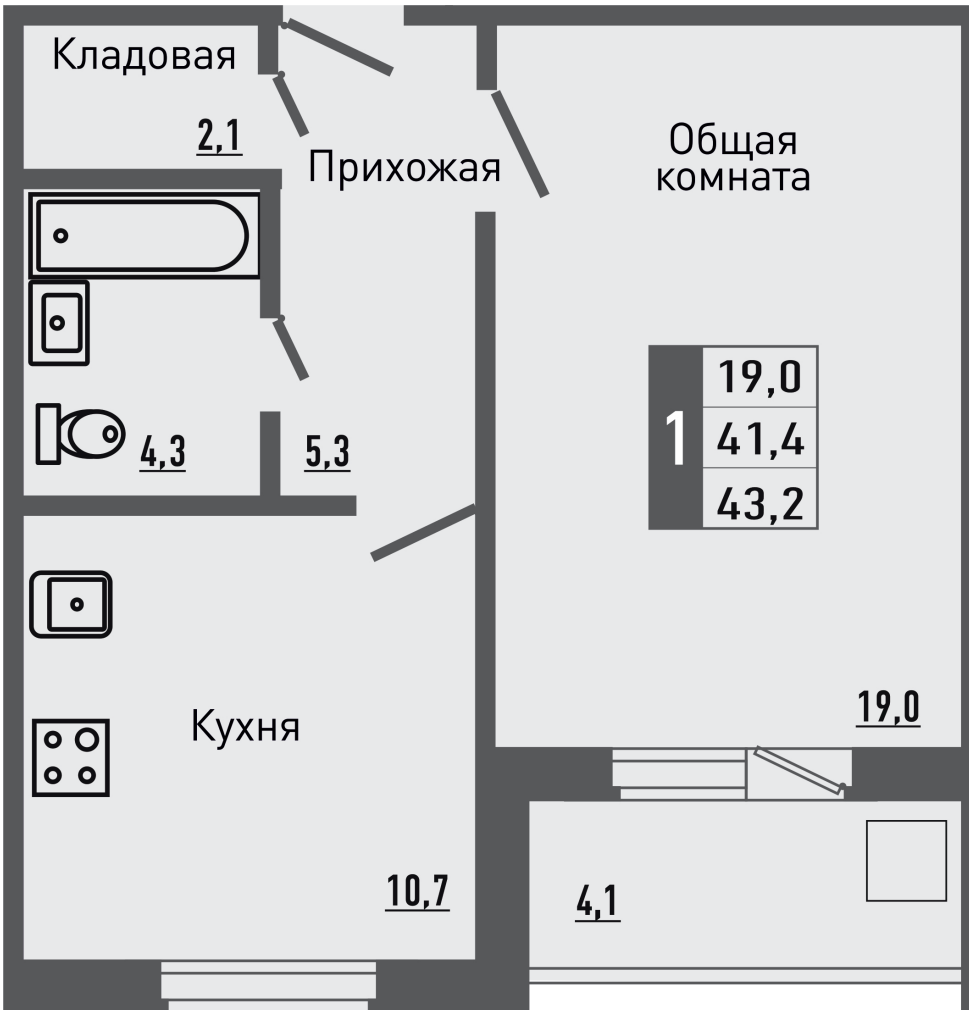 Кладовая
2,1
Прихожая
Общая
комната
4,3
5,3
1
19,0
41,4
43,2
19,0
Кухня
10,7
4,1